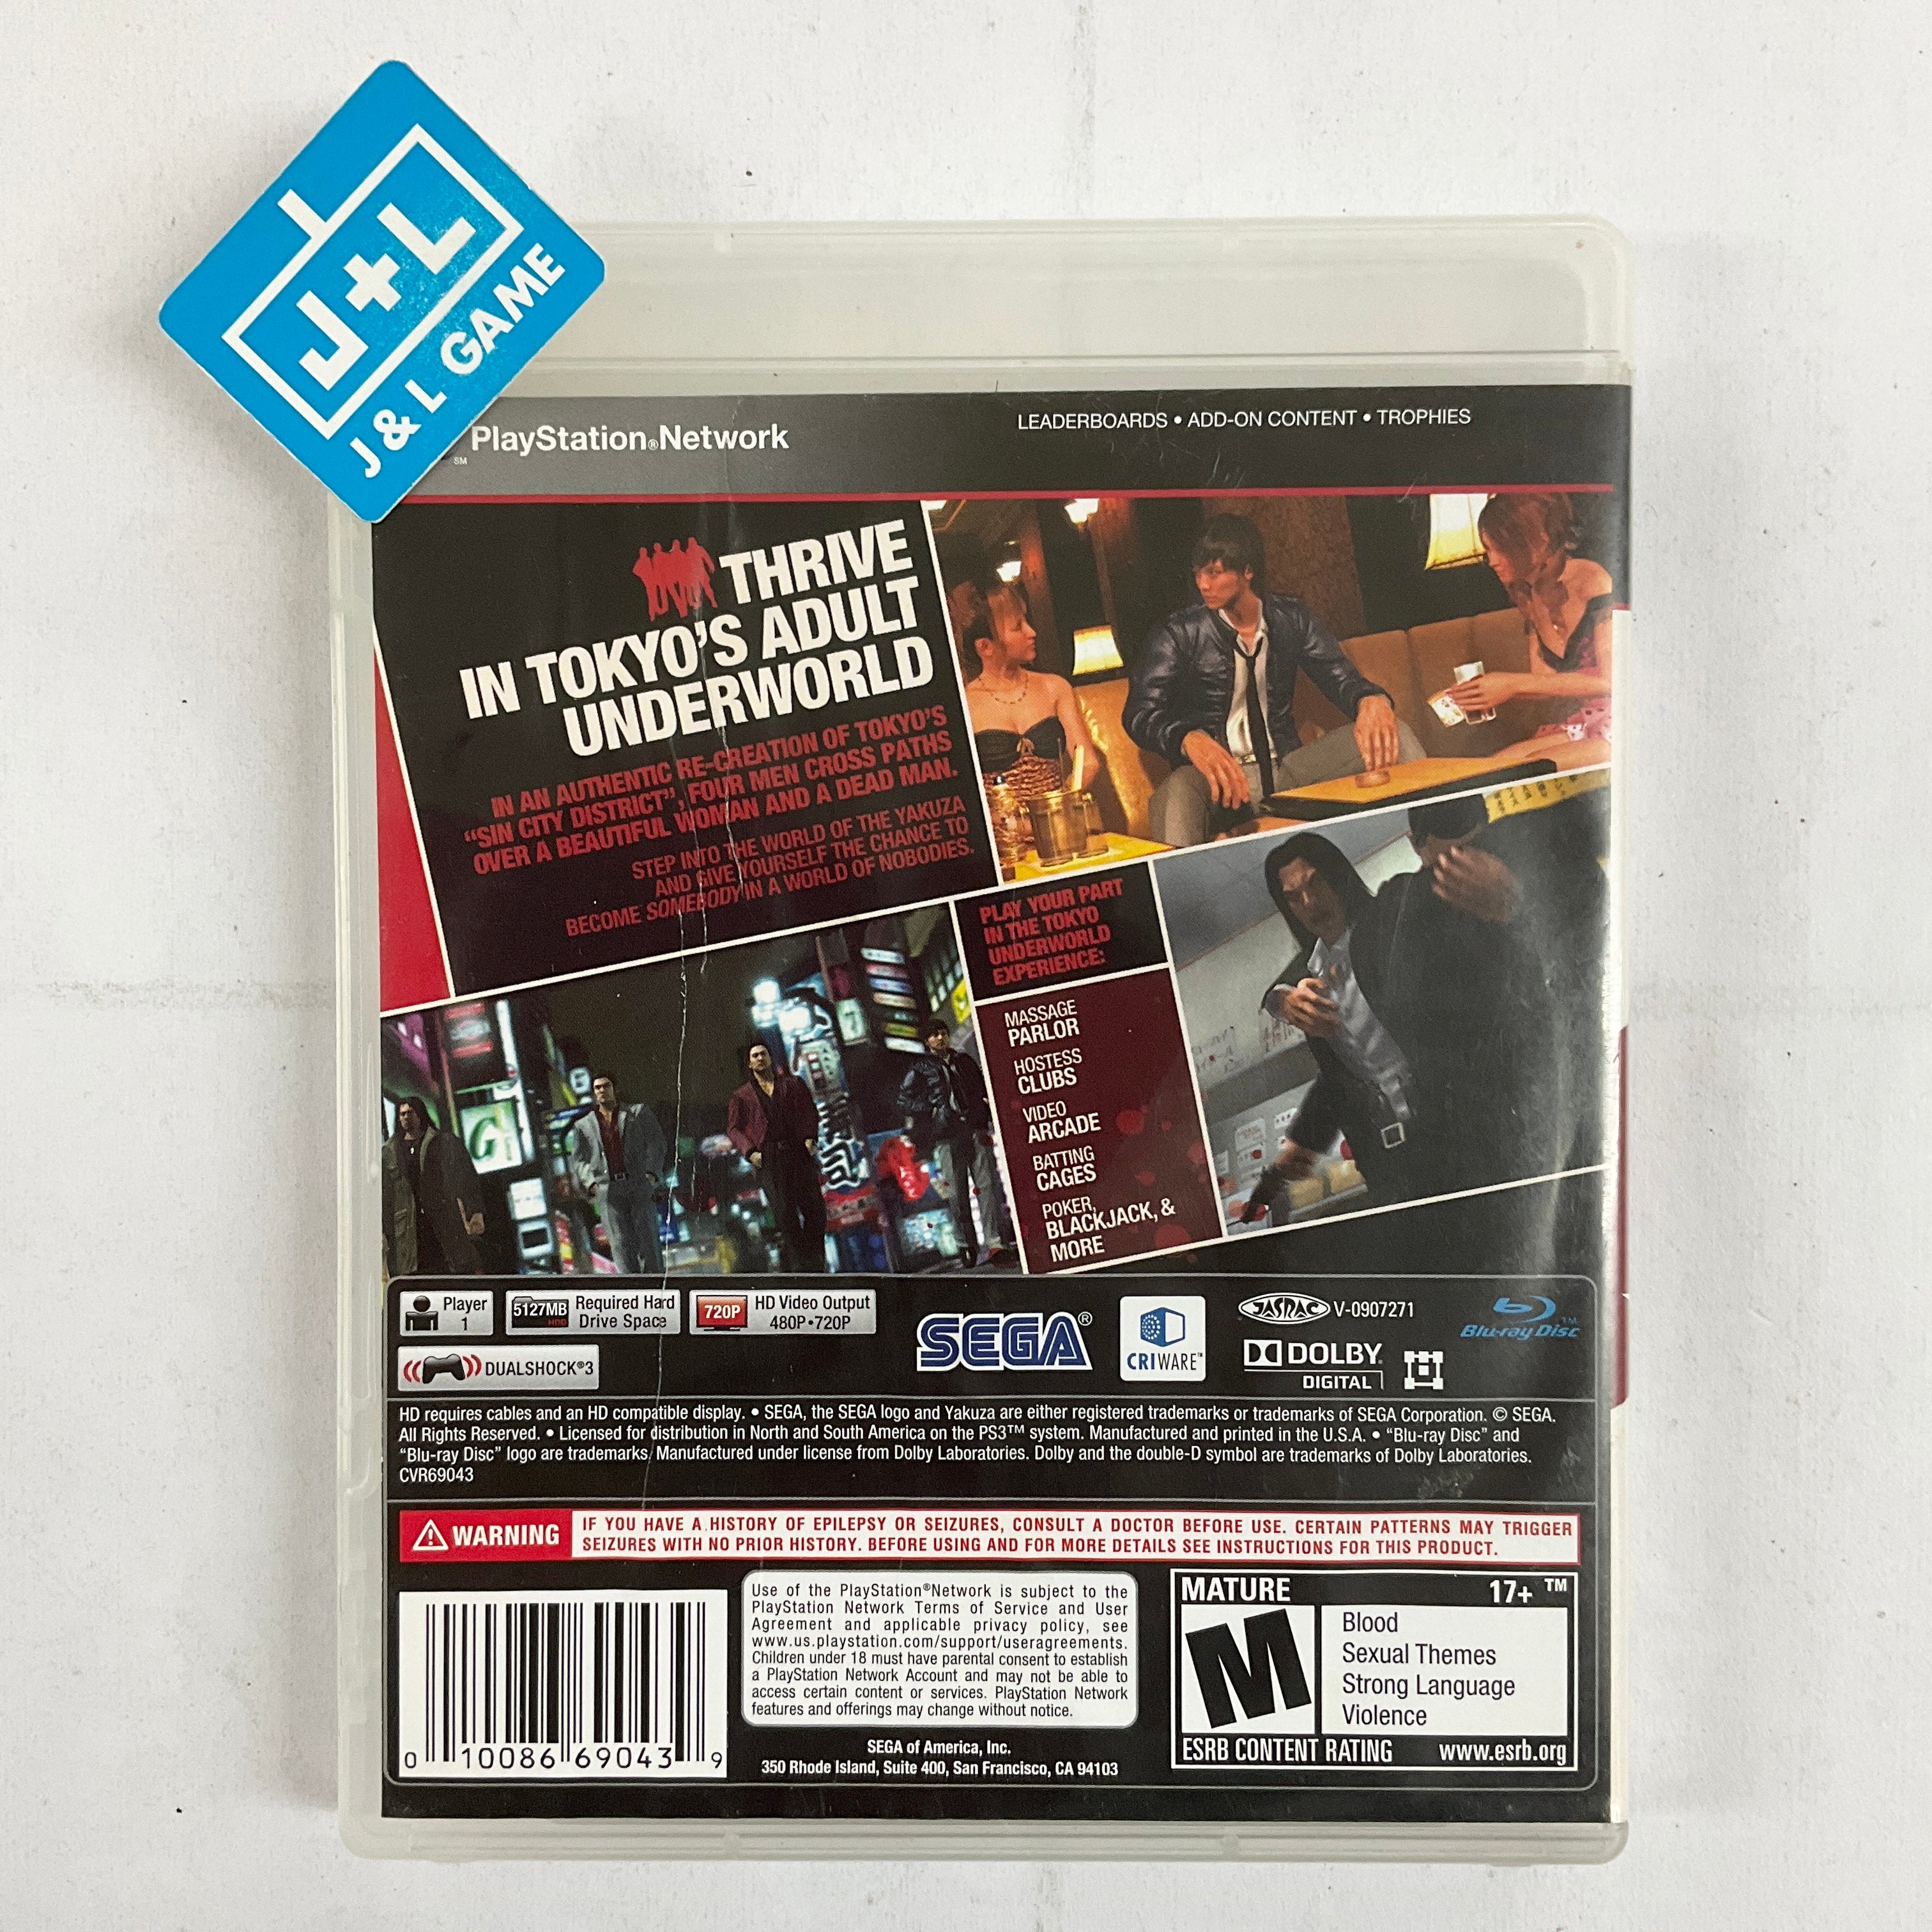 J+L
J & L GAME
SM
PlayStation®Network
LEADERBOARDS • ADD-ON CONTENT • TROPHIES
THRIVE
IN TOKYO'S ADULT
UNDERWORLD
IN AN AUTHENTIC RE-CREATION OF TOKYO'S
"SIN CITY DISTRICT", FOUR MEN CROSS PATHS
OVER A BEAUTIFUL WOMAN AND A DEAD MAN.
STEP INTO THE WORLD OF THE YAKUZA
AND GIVE YOURSELF THE CHANCE TO
BECOME SOMEBODY IN A WORLD OF NOBODIES.
PLAY YOUR PART
IN THE TOKYO
UNDERWORLD
EXPERIENCE:
MASSAGE
PARLOR
HOSTESS
CLUBS
VIDEO
ARCADE
BATTING
CAGES
POKER,
BLACKJACK, &
MORE
Player
1
5127MB
HDD
Required Hard
Drive Space
720P
HD Video Output
480P•720P
DUALSHOCK®3
SEGA®
CRIWARE™
JASRAC V-0907271
DOLBY
DIGITAL
Blu-ray Disc™
HD requires cables and an HD compatible display. • SEGA, the SEGA logo and Yakuza are either registered trademarks or trademarks of SEGA Corporation. © SEGA.
All Rights Reserved. • Licensed for distribution in North and South America on the PS3™ system. Manufactured and printed in the U.S.A. • "Blu-ray Disc" and
"Blu-ray Disc" logo are trademarks. Manufactured under license from Dolby Laboratories. Dolby and the double-D symbol are trademarks of Dolby Laboratories.
CVR69043
WARNING
IF YOU HAVE A HISTORY OF EPILEPSY OR SEIZURES, CONSULT A DOCTOR BEFORE USE. CERTAIN PATTERNS MAY TRIGGER
SEIZURES WITH NO PRIOR HISTORY. BEFORE USING AND FOR MORE DETAILS SEE INSTRUCTIONS FOR THIS PRODUCT.
0 10086 69043 9
Use of the PlayStation®Network is subject to the
PlayStation Network Terms of Service and User
Agreement and applicable privacy policy, see
www.us.playstation.com/support/useragreements.
Children under 18 must have parental consent to establish
a PlayStation Network Account and may not be able to
access certain content or services. PlayStation Network
features and offerings may change without notice.
SEGA of America, Inc.
350 Rhode Island, Suite 400, San Francisco, CA 94103
MATURE 17+ ™
M
Blood
Sexual Themes
Strong Language
Violence
ESRB CONTENT RATING www.esrb.org